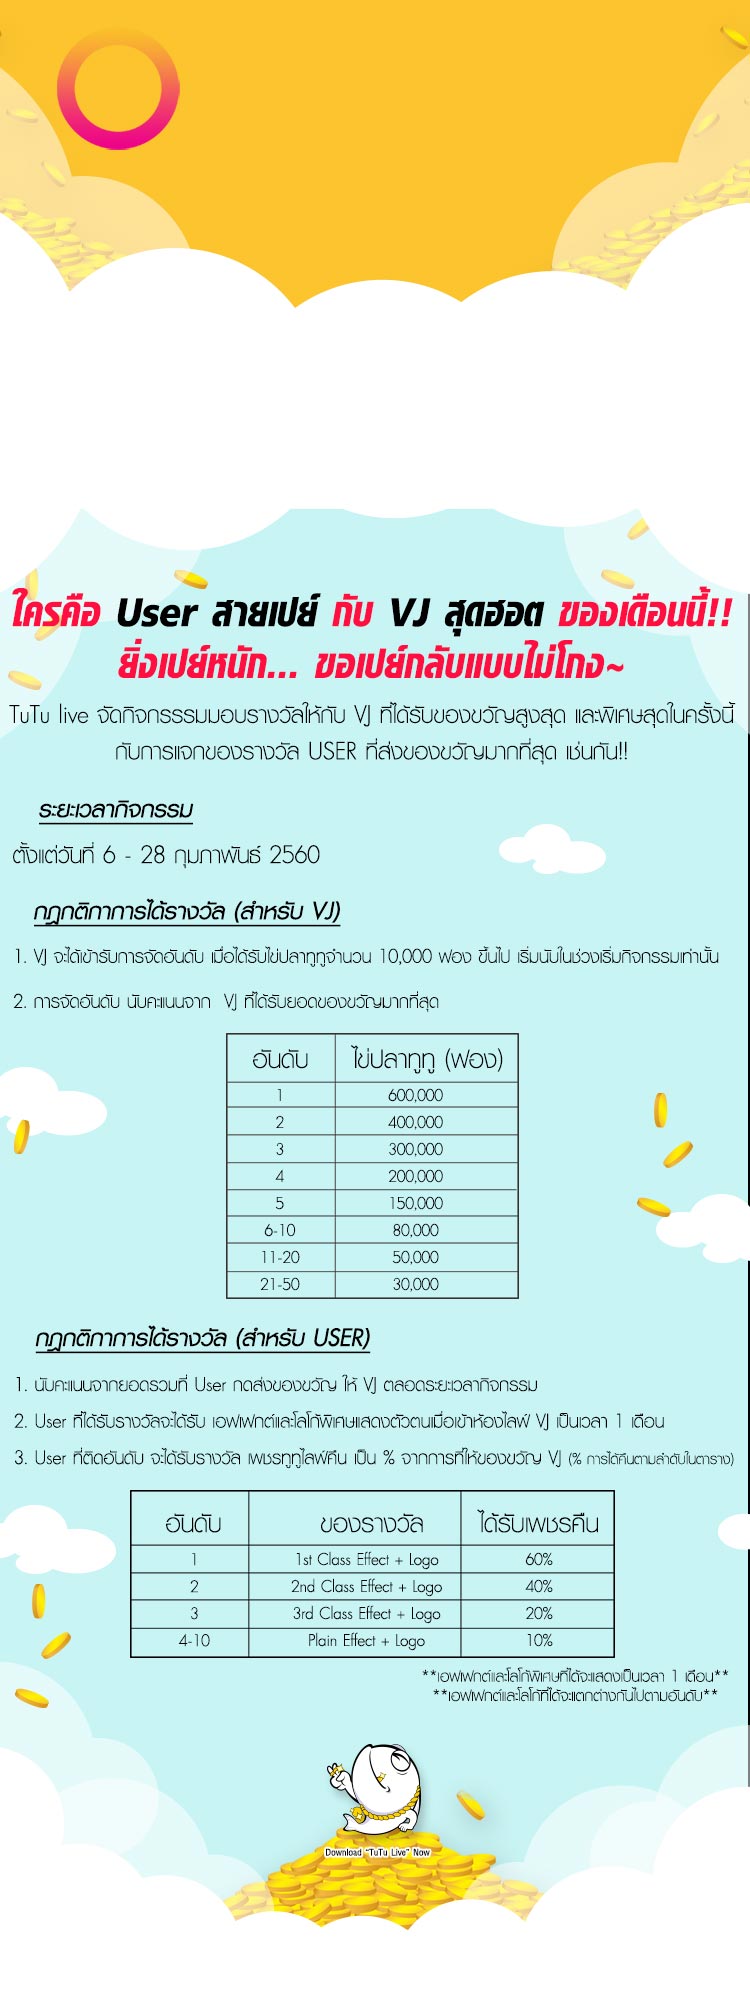 ใครคือ User สายเปย์ กับ VJ สุดฮอต ของเดือนนี้!!
ยิ่งเปย์หนัก... ขอเปย์กลับแบบไม่โกง~
TuTu live จัดกิจกรรรมมอบรางวัลให้กับ VJ ที่ได้รับของขวัญสูงสุด และพิเศษสุดในครั้งนี้
กับการแจกของรางวัล USER ที่ส่งของขวัญมากที่สุด เช่นกัน!!
ระยะเวลากิจกรรม
ตั้งแต่วันที่ 6 - 28 กุมภาพันธ์ 2560
กฎกติกาการได้รางวัล (สำหรับ VJ)
1. VJ จะได้เข้ารับการจัดอันดับ เมื่อได้รับไข่ปลาทูทูจำนวน 10,000 ฟอง ขึ้นไป เริ่มนับในช่วงเริ่มกิจกรรมเท่านั้น
2. การจัดอันดับ นับคะแนนจาก VJ ที่ได้รับยอดของขวัญมากที่สุด
อันดับ ไข่ปลาทูทู (ฟอง)
1 600,000
2 400,000
3 300,000
4 200,000
5 150,000
6-10 80,000
11-20 50,000
21-50 30,000
กฎกติกาการได้รางวัล (สำหรับ USER)
1. นับคะแนนจากยอดรวมที่ User กดส่งของขวัญ ให้ VJ ตลอดระยะเวลากิจกรรม
2. User ที่ได้รับรางวัลจะได้รับ เอฟเฟกต์และโลโก้พิเศษแสดงตัวตนเมื่อเข้าห้องไลฟ์ VJ เป็นเวลา 1 เดือน
3. User ที่ติดอันดับ จะได้รับรางวัล เพชรทูทูไลฟ์คืน เป็น % จากการที่ให้ของขวัญ VJ (% การได้คืนตามลำดับในตาราง)
อันดับ ของรางวัล ได้รับเพชรคืน
1 1st Class Effect + Logo 60%
2 2nd Class Effect + Logo 40%
3 3rd Class Effect + Logo 20%
4-10 Plain Effect + Logo 10%
**เอฟเฟกต์และโลโก้พิเศษที่ได้จะแสดงเป็นเวลา 1 เดือน**
**เอฟเฟกต์และโลโก้ที่ได้จะแตกต่างกันไปตามอันดับ**
Download "TuTu Live" Now